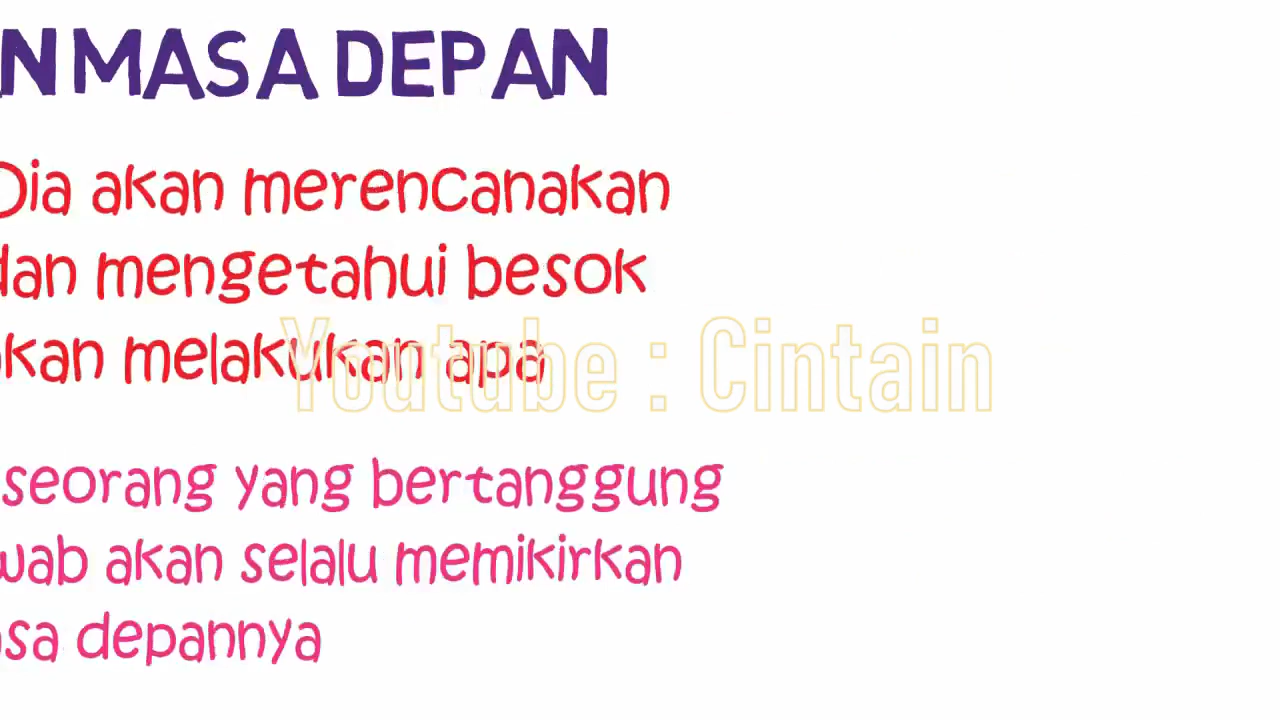 N MASA DEPAN
Dia akan merencanakan
dan mengetahui besok
akan melakukan apa
Youtube : Cintain
seorang yang bertanggung
wab akan selalu memikirkan
asa depannya